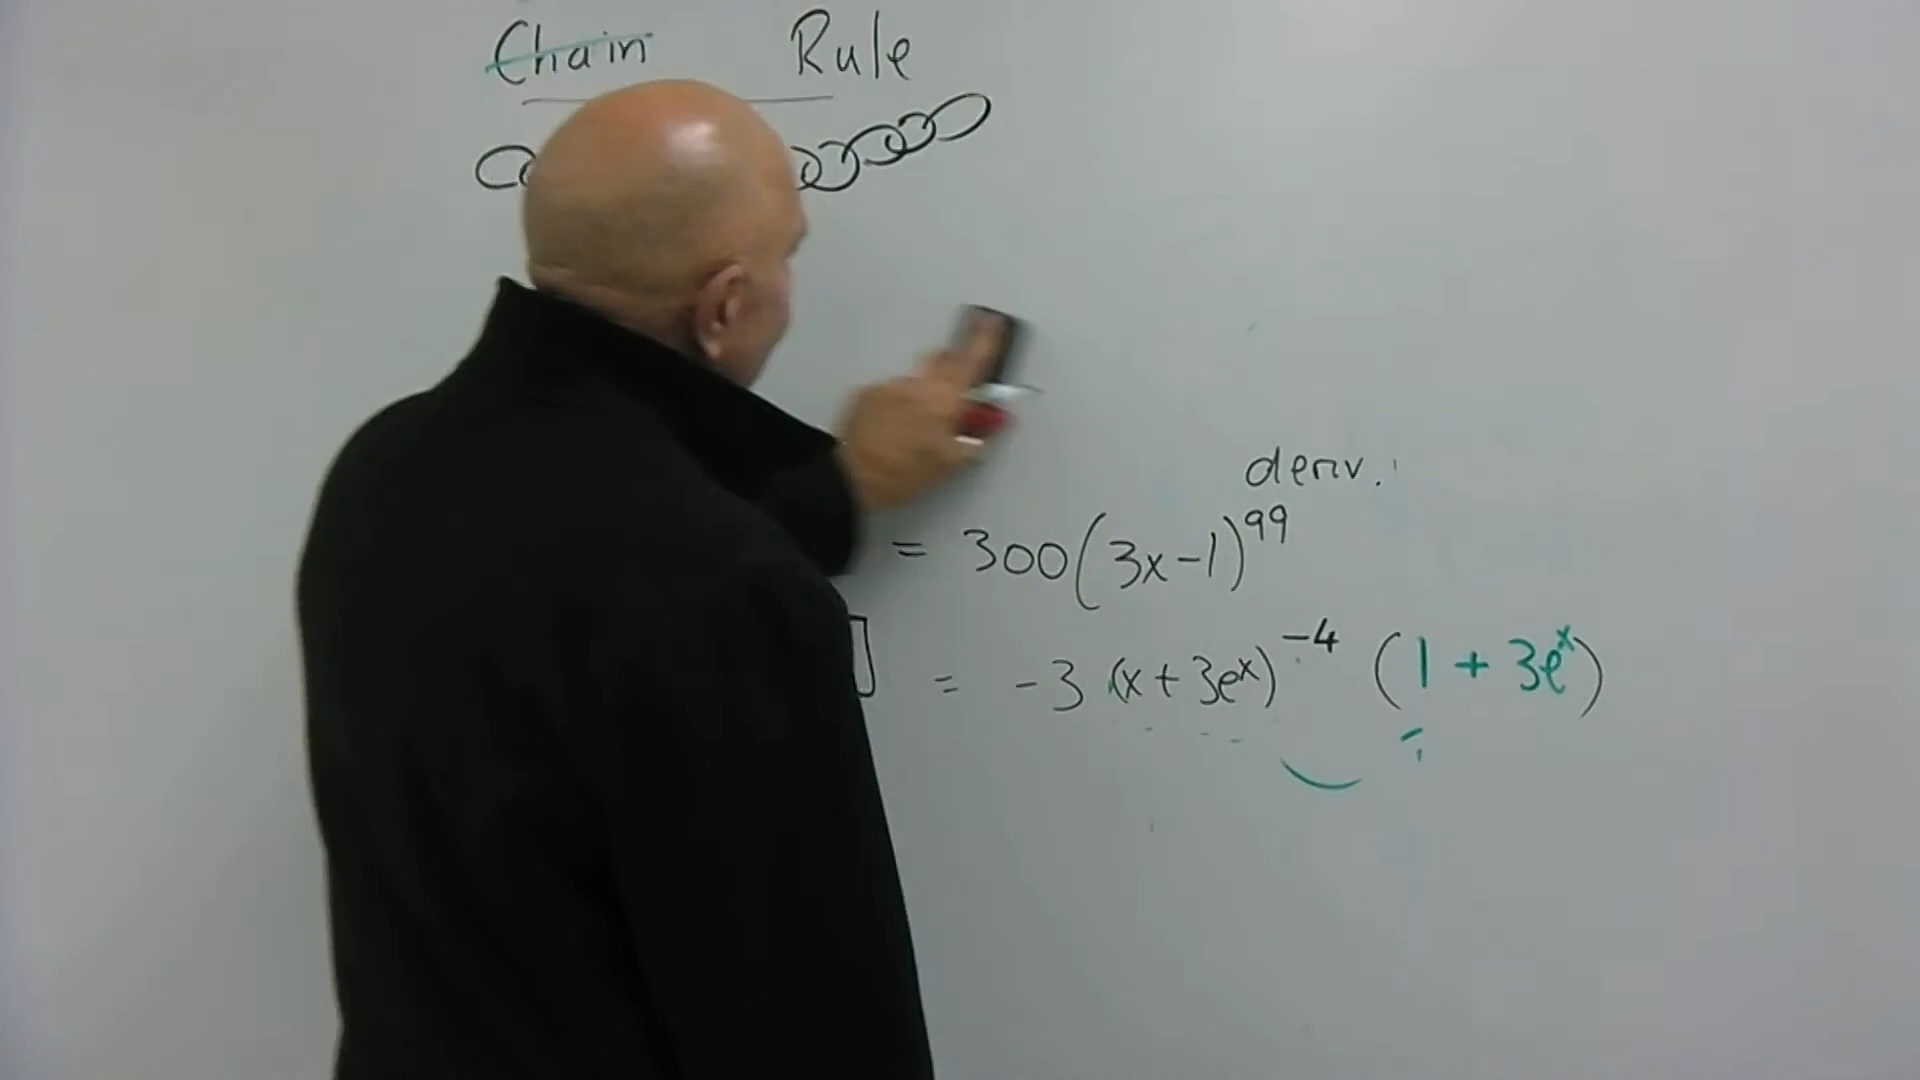 Chain Rule
deriv.
= 300(3x-1)⁹⁹
] = -3 (x+3eˣ)⁻⁴ (1 + 3eˣ)